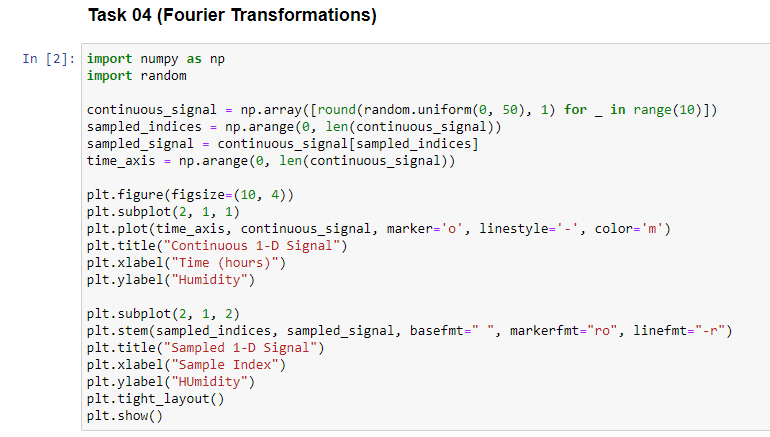 Task 04 (Fourier Transformations)
In [2]: import numpy as np
import random
continuous_signal = np.array([round(random.uniform(0, 50), 1) for _ in range(10)])
sampled_indices = np.arange(0, len(continuous_signal))
sampled_signal = continuous_signal[sampled_indices]
time_axis = np.arange(0, len(continuous_signal))
plt.figure(figsize=(10, 4))
plt.subplot(2, 1, 1)
plt.plot(time_axis, continuous_signal, marker='o', linestyle='-', color='m')
plt.title("Continuous 1-D Signal")
plt.xlabel("Time (hours)")
plt.ylabel("Humidity")
plt.subplot(2, 1, 2)
plt.stem(sampled_indices, sampled_signal, basefmt=" ", markerfmt="ro", linefmt="-r")
plt.title("Sampled 1-D Signal")
plt.xlabel("Sample Index")
plt.ylabel("HUmidity")
plt.tight_layout()
plt.show()